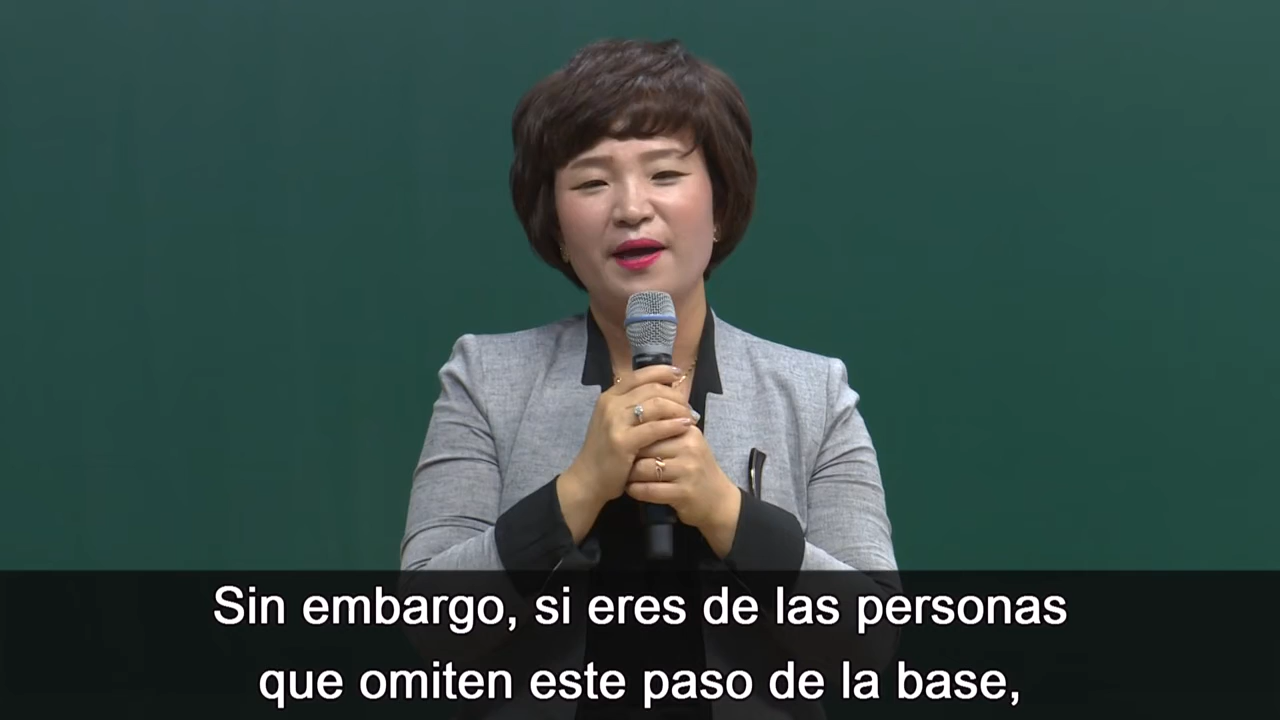 Sin embargo, si eres de las personas
que omiten este paso de la base,